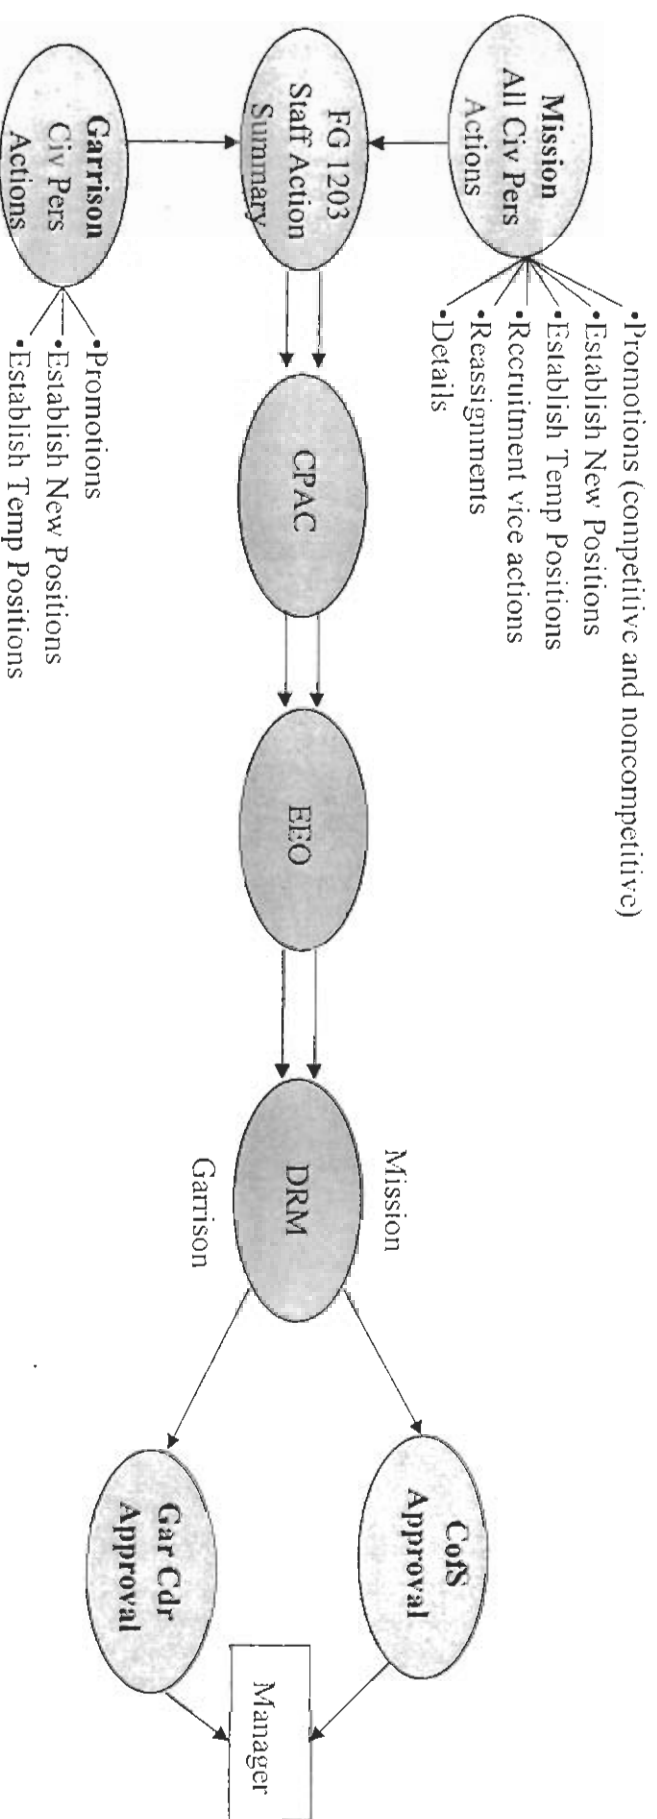 Mission
All Civ Pers
Actions
•Promotions (competitive and noncompetitive)
•Establish New Positions
•Establish Temp Positions
•Recruitment vice actions
•Reassignments
•Details
FG 1203
Staff Action
Summary
CPAC
EEO
DRM
Mission
Garrison
CofS
Approval
Gar Cdr
Approval
Manager
Garrison
Civ Pers
Actions
•Promotions
•Establish New Positions
•Establish Temp Positions